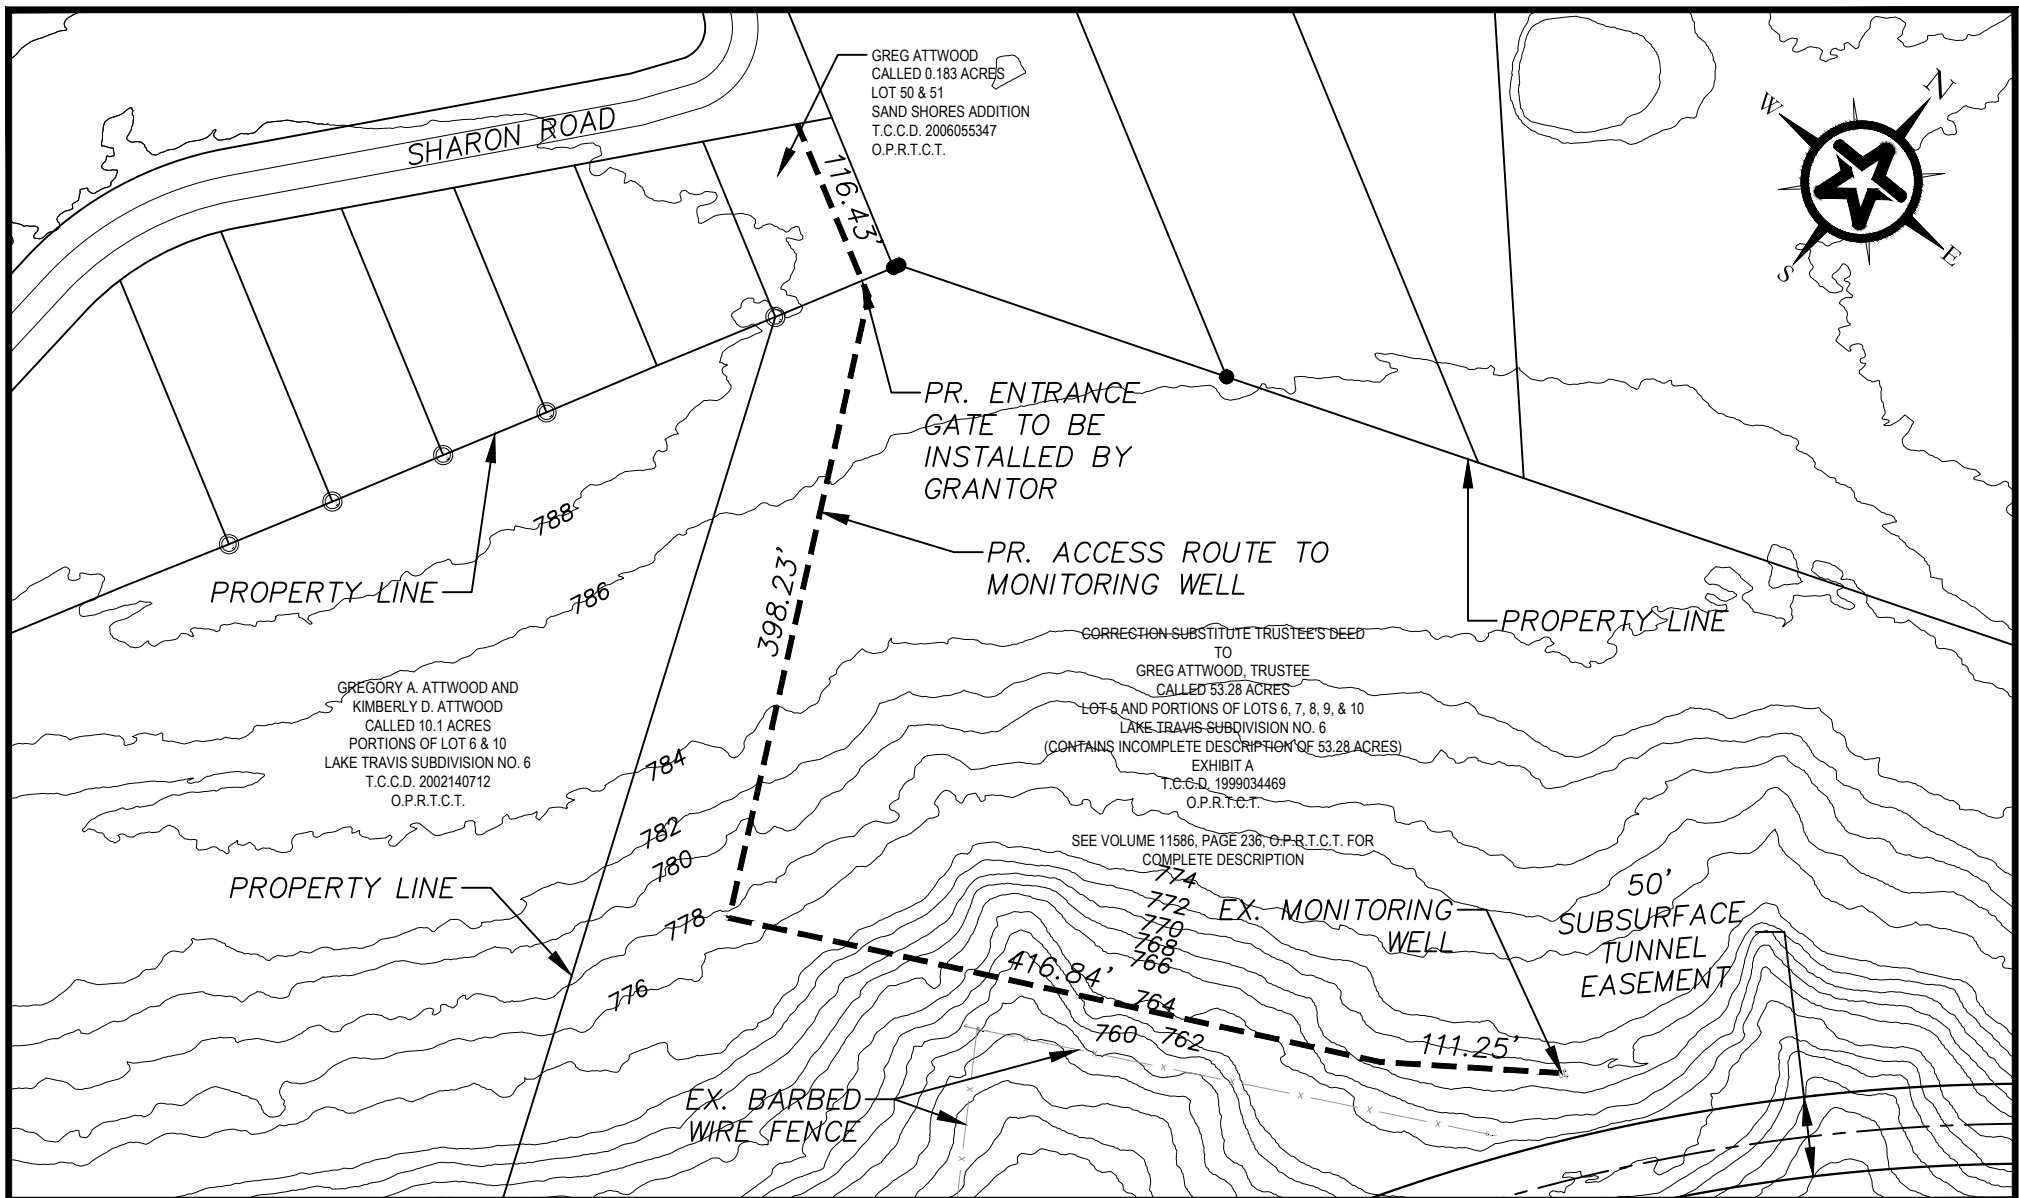 GREG ATTWOOD
CALLED 0.183 ACRES
LOT 50 & 51
SAND SHORES ADDITION
T.C.C.D. 2006055347
O.P.R.T.C.T.
N
W
E
S
SHARON ROAD
116.43'
PR. ENTRANCE
GATE TO BE
INSTALLED BY
GRANTOR
788
PR. ACCESS ROUTE TO
MONITORING WELL
PROPERTY LINE
786
398.23'
PROPERTY LINE
CORRECTION SUBSTITUTE TRUSTEE'S DEED
TO
GREG ATTWOOD, TRUSTEE
CALLED 53.28 ACRES
LOT 5 AND PORTIONS OF LOTS 6, 7, 8, 9, & 10
LAKE TRAVIS SUBDIVISION NO. 6
(CONTAINS INCOMPLETE DESCRIPTION OF 53.28 ACRES)
EXHIBIT A
T.C.C.D. 1999034469
O.P.R.T.C.T.
SEE VOLUME 11586, PAGE 236, O.P.R.T.C.T. FOR
COMPLETE DESCRIPTION
GREGORY A. ATTWOOD AND
KIMBERLY D. ATTWOOD
CALLED 10.1 ACRES
PORTIONS OF LOT 6 & 10
LAKE TRAVIS SUBDIVISION NO. 6
T.C.C.D. 2002140712
O.P.R.T.C.T.
784
782
780
778
776
PROPERTY LINE
774
772
770
768
766
764
762
760
EX. MONITORING
WELL
50'
SUBSURFACE
TUNNEL
EASEMENT
416.84'
111.25'
EX. BARBED
WIRE FENCE